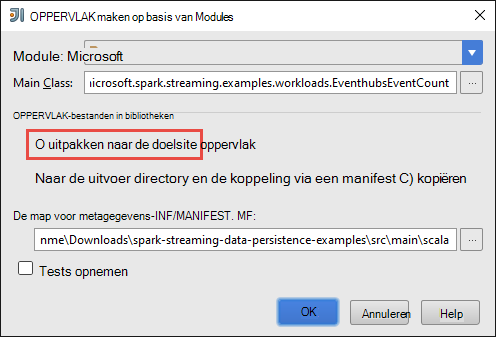 OPPERVLAK maken op basis van Modules
Module: Microsoft
Main Class: microsoft.spark.streaming.examples.workloads.EventhubsEventCount ...
OPPERVLAK-bestanden in bibliotheken
O uitpakken naar de doelsite oppervlak
Naar de uitvoer directory en de koppeling via een manifest C) kopiëren
De map voor metagegevens-INF/MANIFEST. MF:
nme\Downloads\spark-streaming-data-persistence-examples\src\main\scala ...
Tests opnemen
OK Annuleren Help